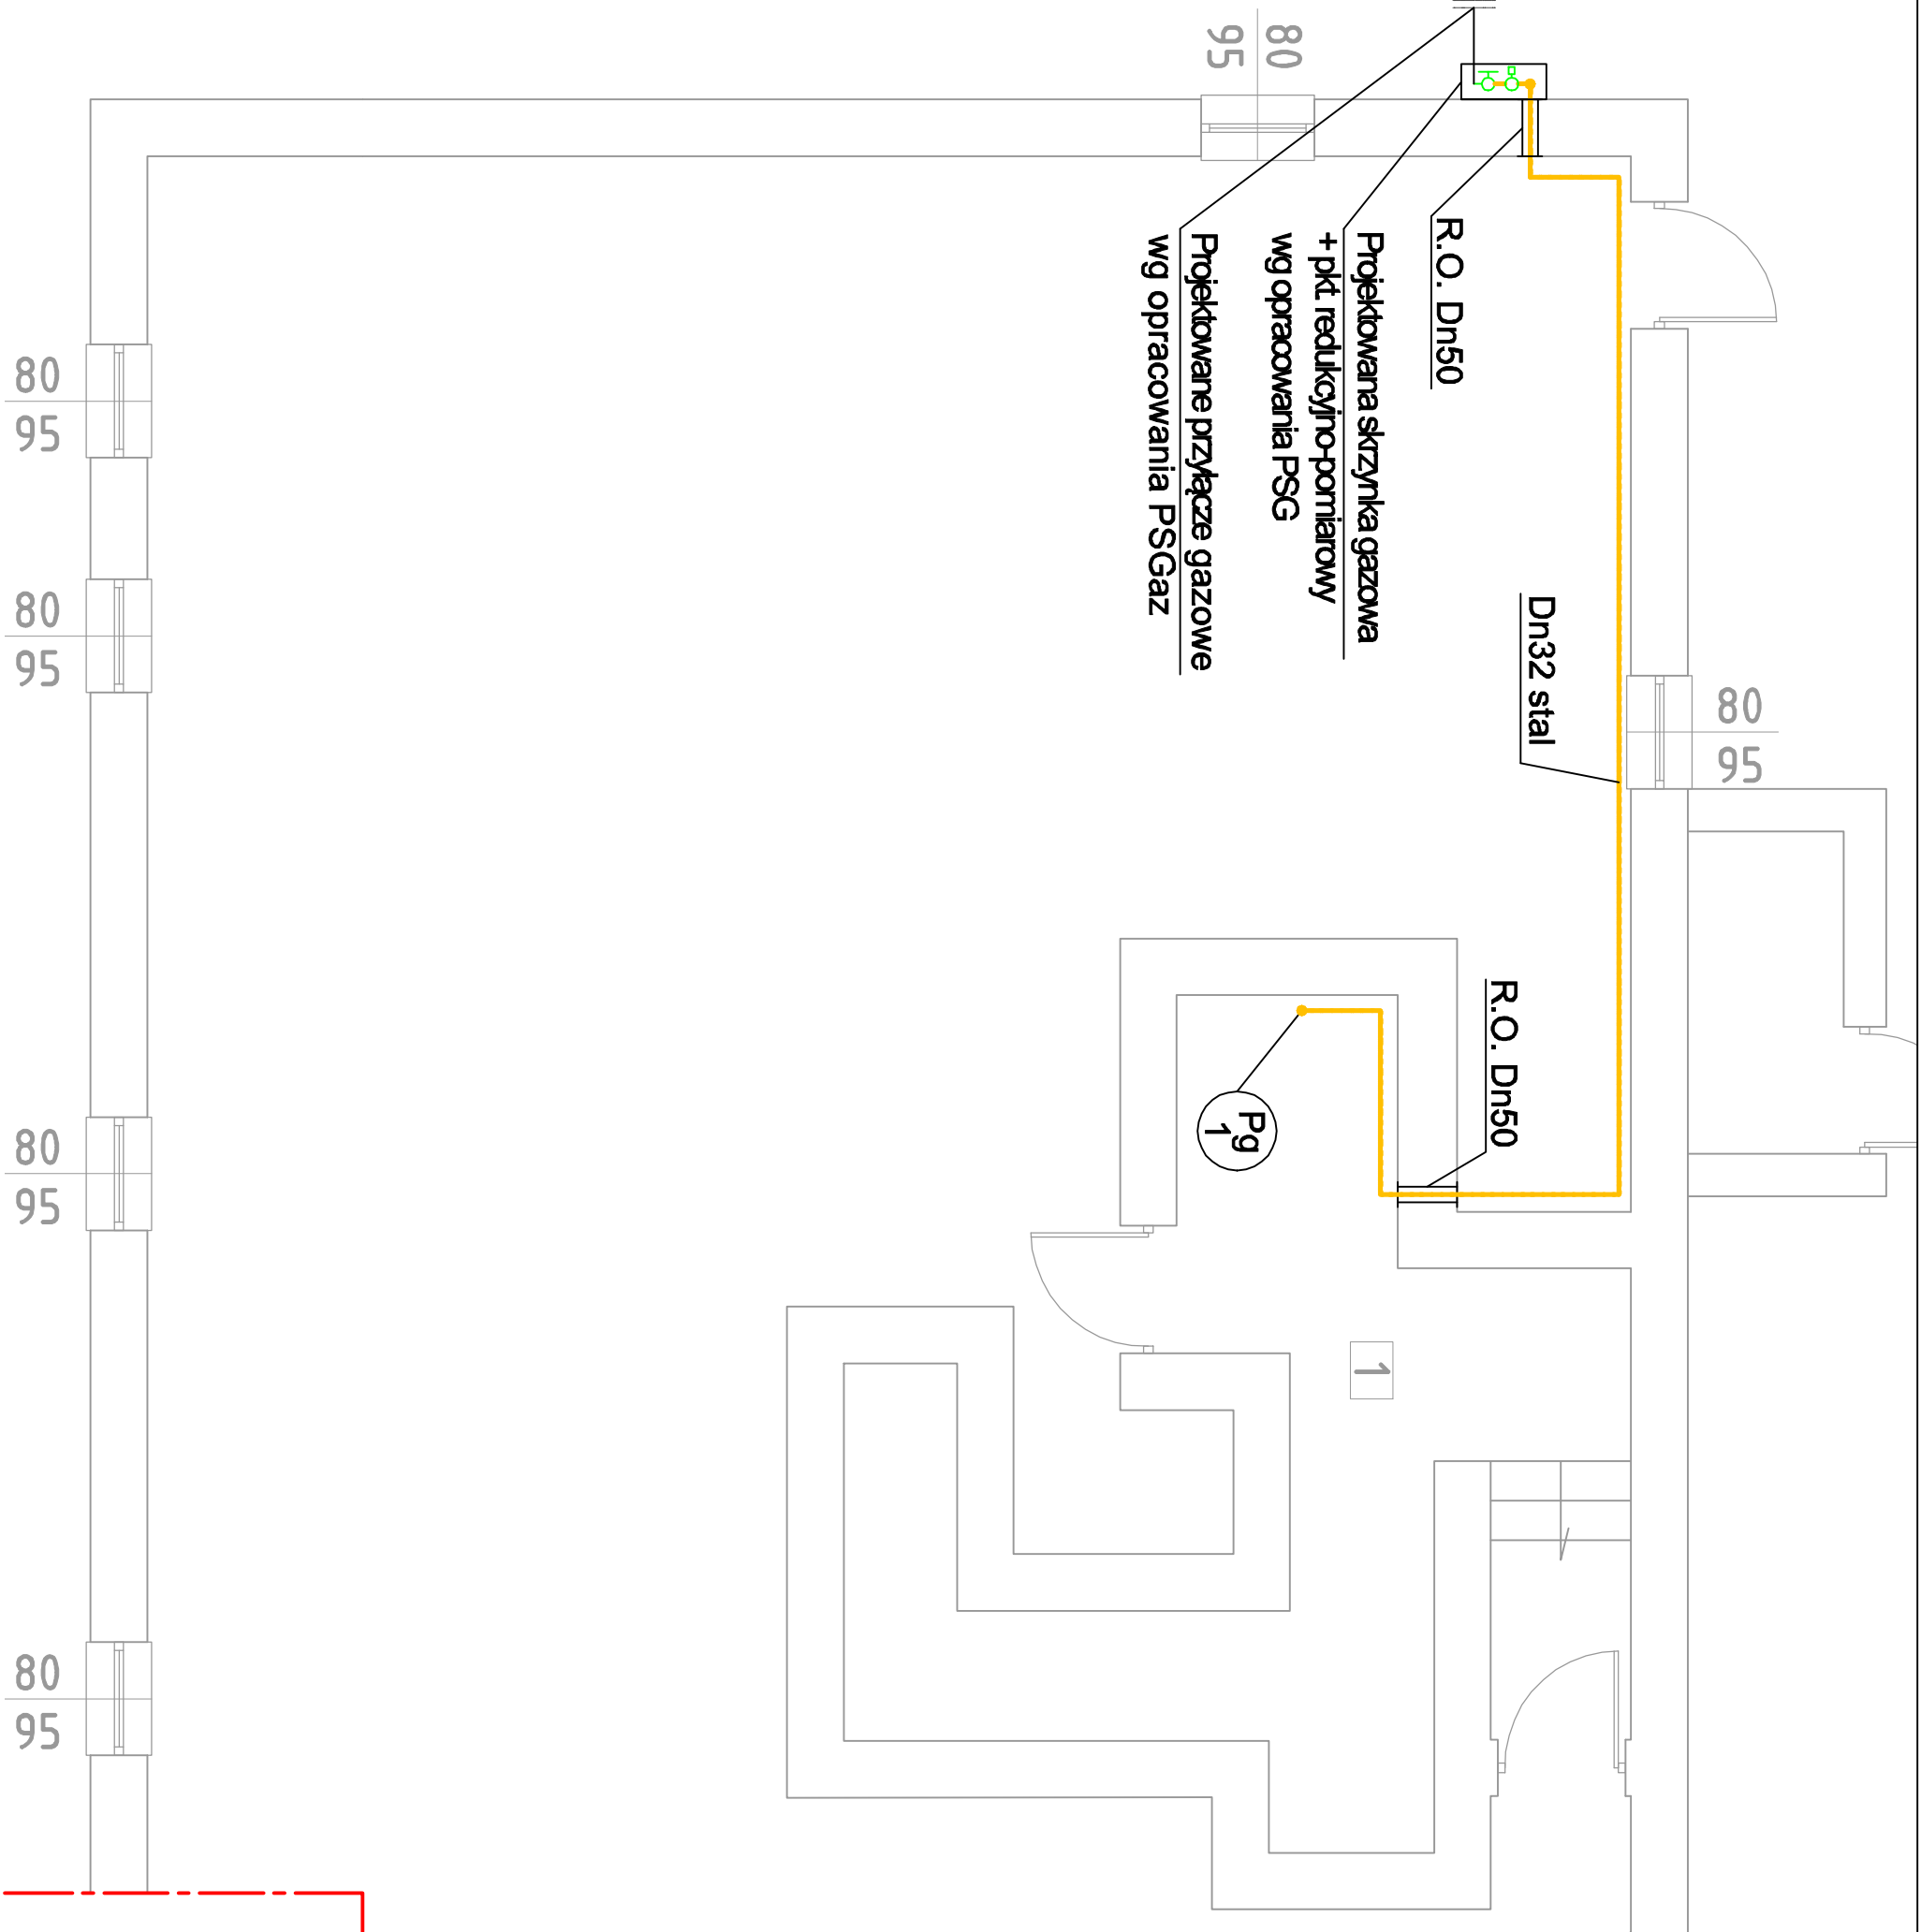 80
95
R.O. Dn50
Projektowana skrzynka gazowa
+ pkt. redukcyjno-pomiarowy
wg opracowania PSG
Projektowane przyłącze gazowe
wg opracowania PSGaz
Dn32 stal
80
95
80
95
80
95
R.O. Dn50
Pg
1
80
95
1
80
95